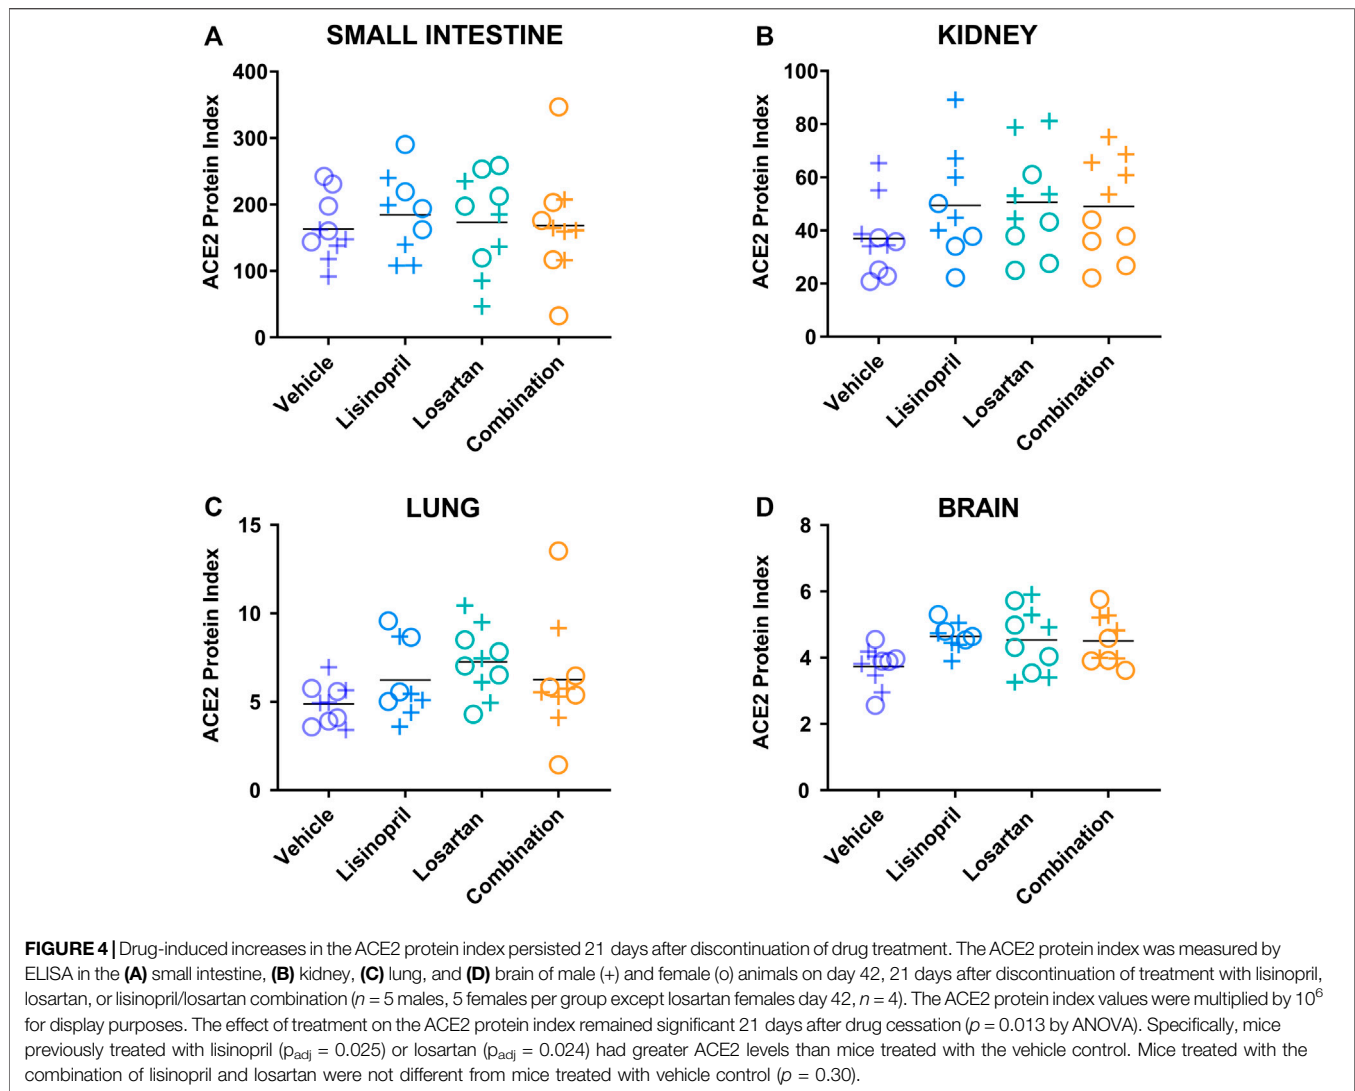 A SMALL INTESTINE
ACE2 Protein Index
400
300
200
100
0
Vehicle
Lisinopril
Losartan
Combination
B KIDNEY
ACE2 Protein Index
100
80
60
40
20
0
Vehicle
Lisinopril
Losartan
Combination
C LUNG
ACE2 Protein Index
15
10
5
0
Vehicle
Lisinopril
Losartan
Combination
D BRAIN
ACE2 Protein Index
8
6
4
2
0
Vehicle
Lisinopril
Losartan
Combination
FIGURE 4 | Drug-induced increases in the ACE2 protein index persisted 21 days after discontinuation of drug treatment. The ACE2 protein index was measured by
ELISA in the (A) small intestine, (B) kidney, (C) lung, and (D) brain of male (+) and female (o) animals on day 42, 21 days after discontinuation of treatment with lisinopril,
losartan, or lisinopril/losartan combination (n = 5 males, 5 females per group except losartan females day 42, n = 4). The ACE2 protein index values were multiplied by 10⁶
for display purposes. The effect of treatment on the ACE2 protein index remained significant 21 days after drug cessation (p = 0.013 by ANOVA). Specifically, mice
previously treated with lisinopril (padj = 0.025) or losartan (padj = 0.024) had greater ACE2 levels than mice treated with the vehicle control. Mice treated with the
combination of lisinopril and losartan were not different from mice treated with vehicle control (p = 0.30).